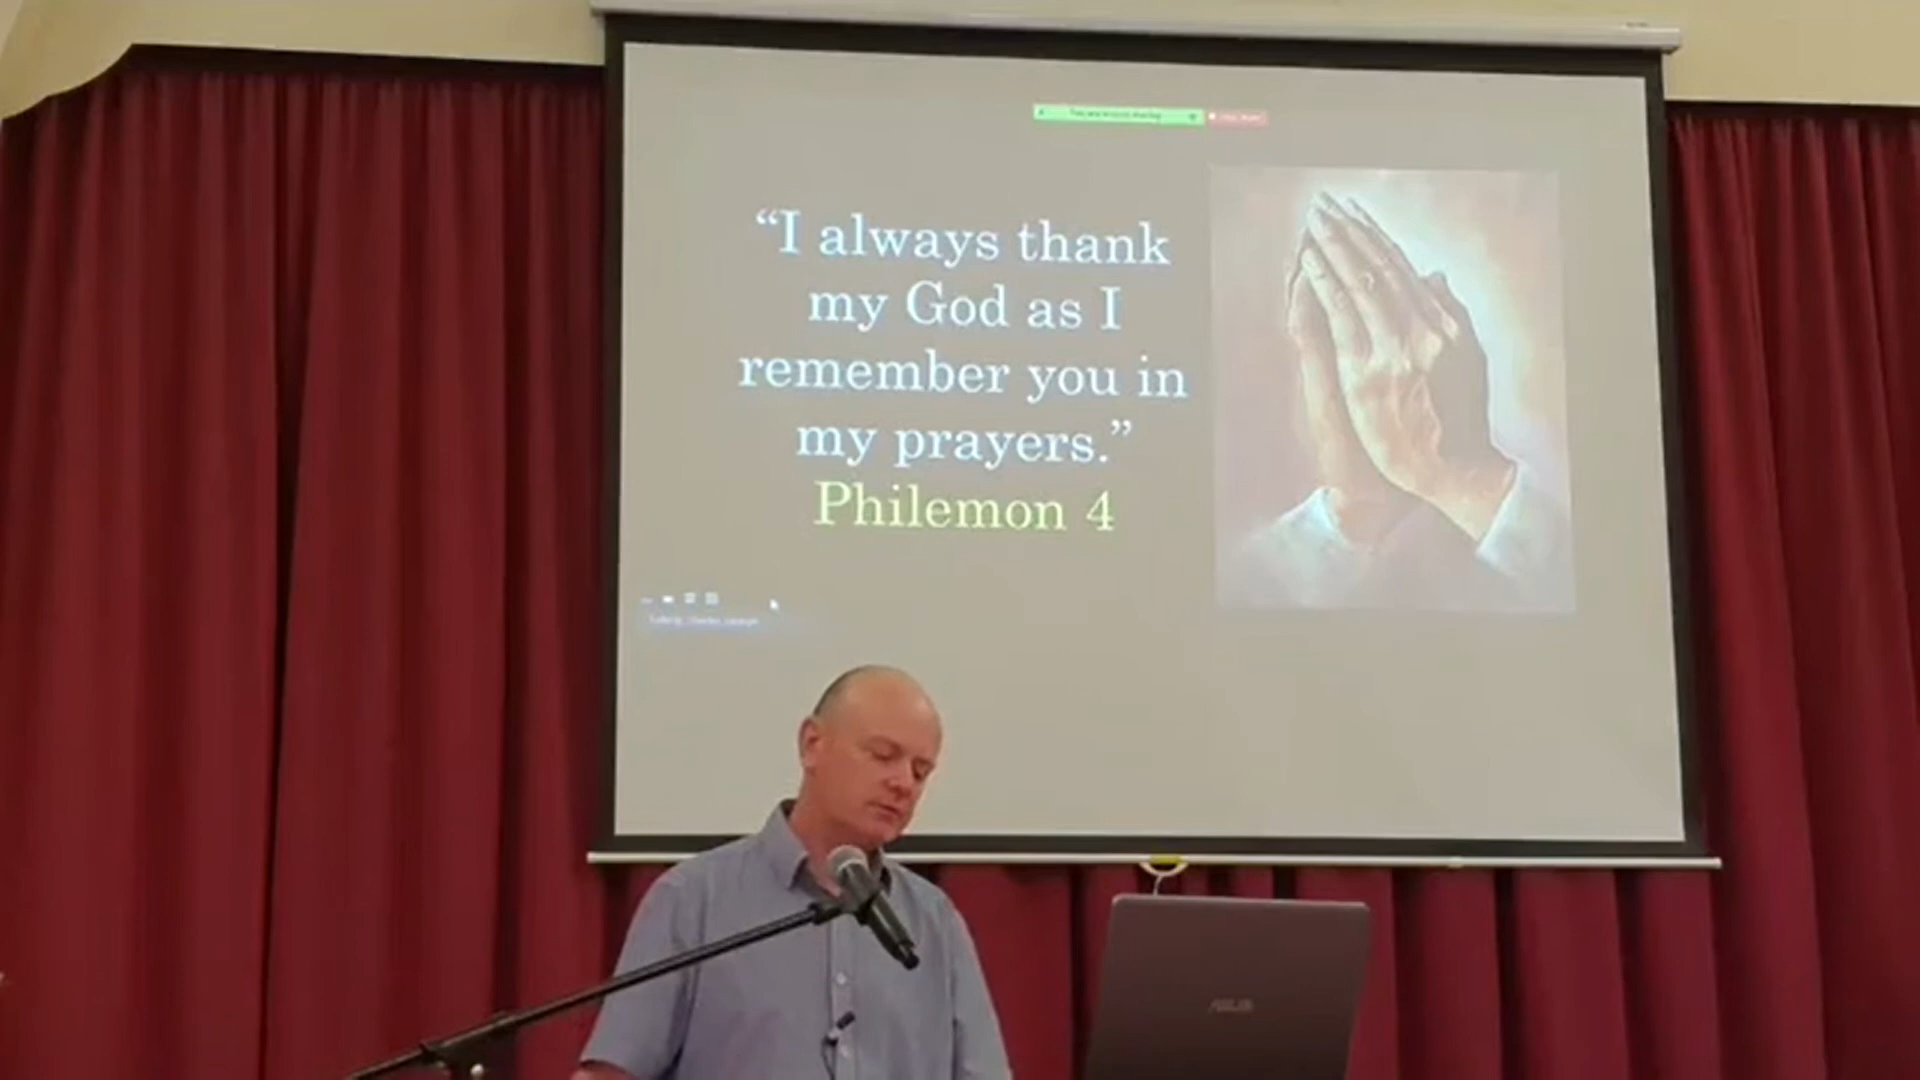 “I always thank
my God as I
remember you in
my prayers.”
Philemon 4
ASUS